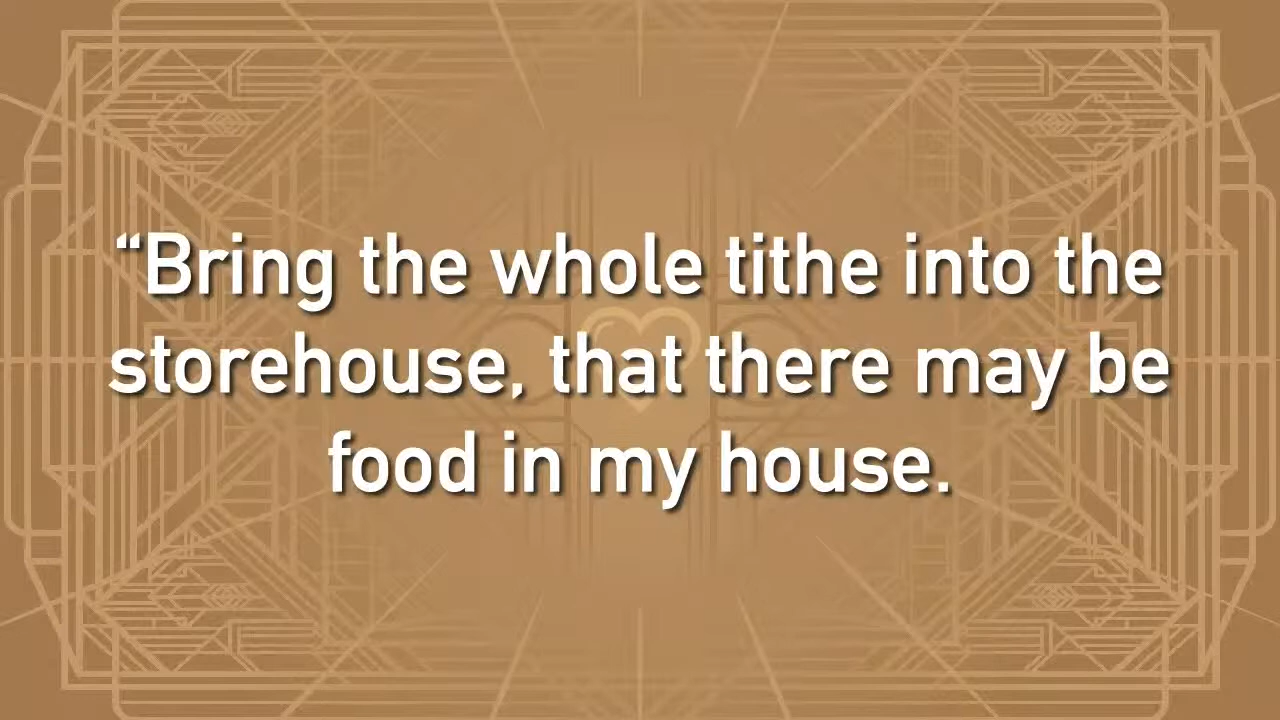 “Bring the whole tithe into the
storehouse, that there may be
food in my house.